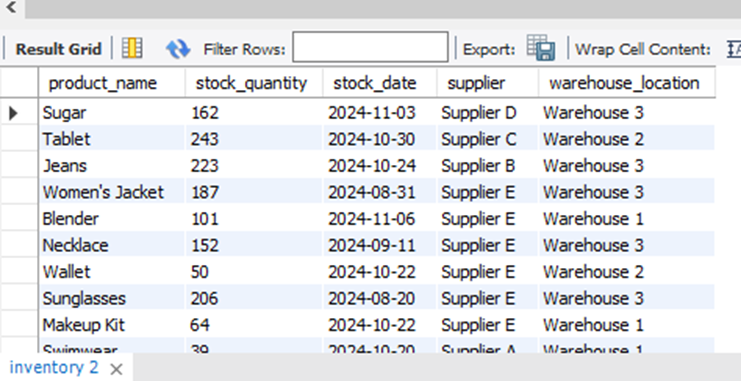 Result Grid Filter Rows: Export: Wrap Cell Content:
product_name stock_quantity stock_date supplier warehouse_location
Sugar 162 2024-11-03 Supplier D Warehouse 3
Tablet 243 2024-10-30 Supplier C Warehouse 2
Jeans 223 2024-10-24 Supplier B Warehouse 3
Women's Jacket 187 2024-08-31 Supplier E Warehouse 3
Blender 101 2024-11-06 Supplier E Warehouse 1
Necklace 152 2024-09-11 Supplier E Warehouse 3
Wallet 50 2024-10-22 Supplier E Warehouse 2
Sunglasses 206 2024-08-20 Supplier E Warehouse 3
Makeup Kit 64 2024-10-22 Supplier E Warehouse 1
Swimwear 39 2024-10-20 Supplier A Warehouse 1
inventory 2